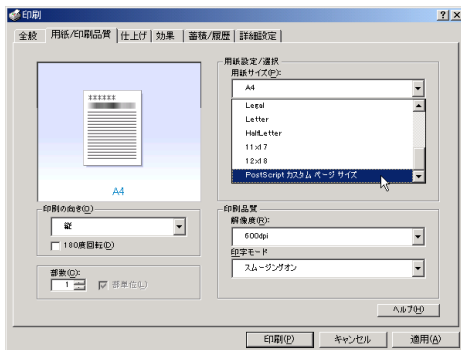 印刷
全般 用紙/印刷品質 仕上げ 効果 蓄積/履歴 詳細設定
用紙設定/選択
用紙サイズ(P):
A4
Legal
Letter
HalfLetter
11x17
12x18
PostScript カスタム ページ サイズ
******
A4
印刷の向き(O)
縦
180度回転(D)
部数(C):
1
部単位(L)
印刷品質
解像度(R):
600dpi
印字モード
スムージングオン
ヘルプ(H)
印刷(P) キャンセル 適用(A)